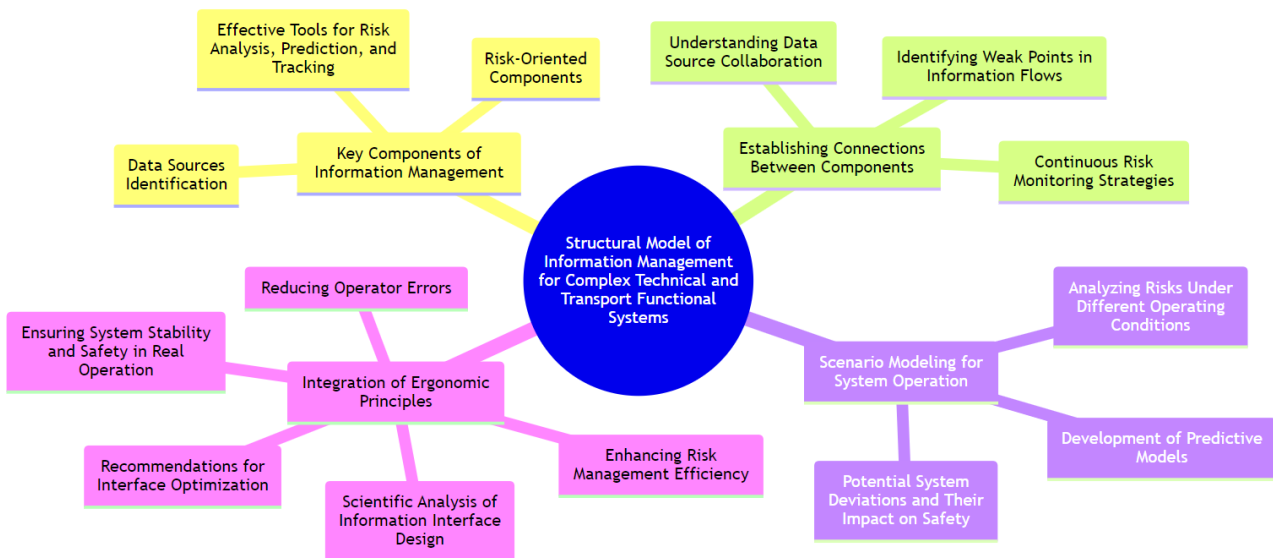 Effective Tools for Risk
Analysis, Prediction, and
Tracking
Risk-Oriented
Components
Data Sources
Identification
Key Components of
Information Management
Understanding Data
Source Collaboration
Identifying Weak Points in
Information Flows
Establishing Connections
Between Components
Continuous Risk
Monitoring Strategies
Structural Model of
Information Management
for Complex Technical and
Transport Functional
Systems
Reducing Operator Errors
Ensuring System Stability
and Safety in Real
Operation
Integration of Ergonomic
Principles
Recommendations for
Interface Optimization
Scientific Analysis of
Information Interface
Design
Enhancing Risk
Management Efficiency
Analyzing Risks Under
Different Operating
Conditions
Scenario Modeling for
System Operation
Development of Predictive
Models
Potential System
Deviations and Their
Impact on Safety